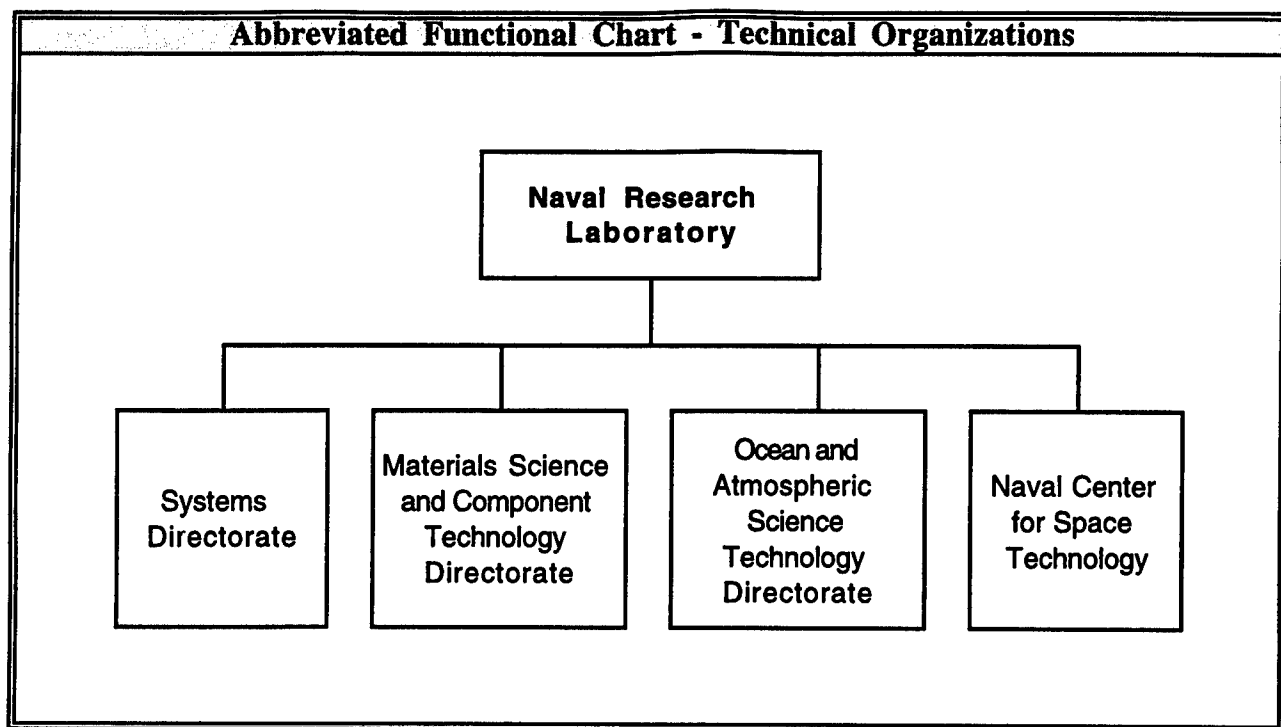 Abbreviated Functional Chart - Technical Organizations
Naval Research
Laboratory
Systems
Directorate
Materials Science
and Component
Technology
Directorate
Ocean and
Atmospheric
Science
Technology
Directorate
Naval Center
for Space
Technology